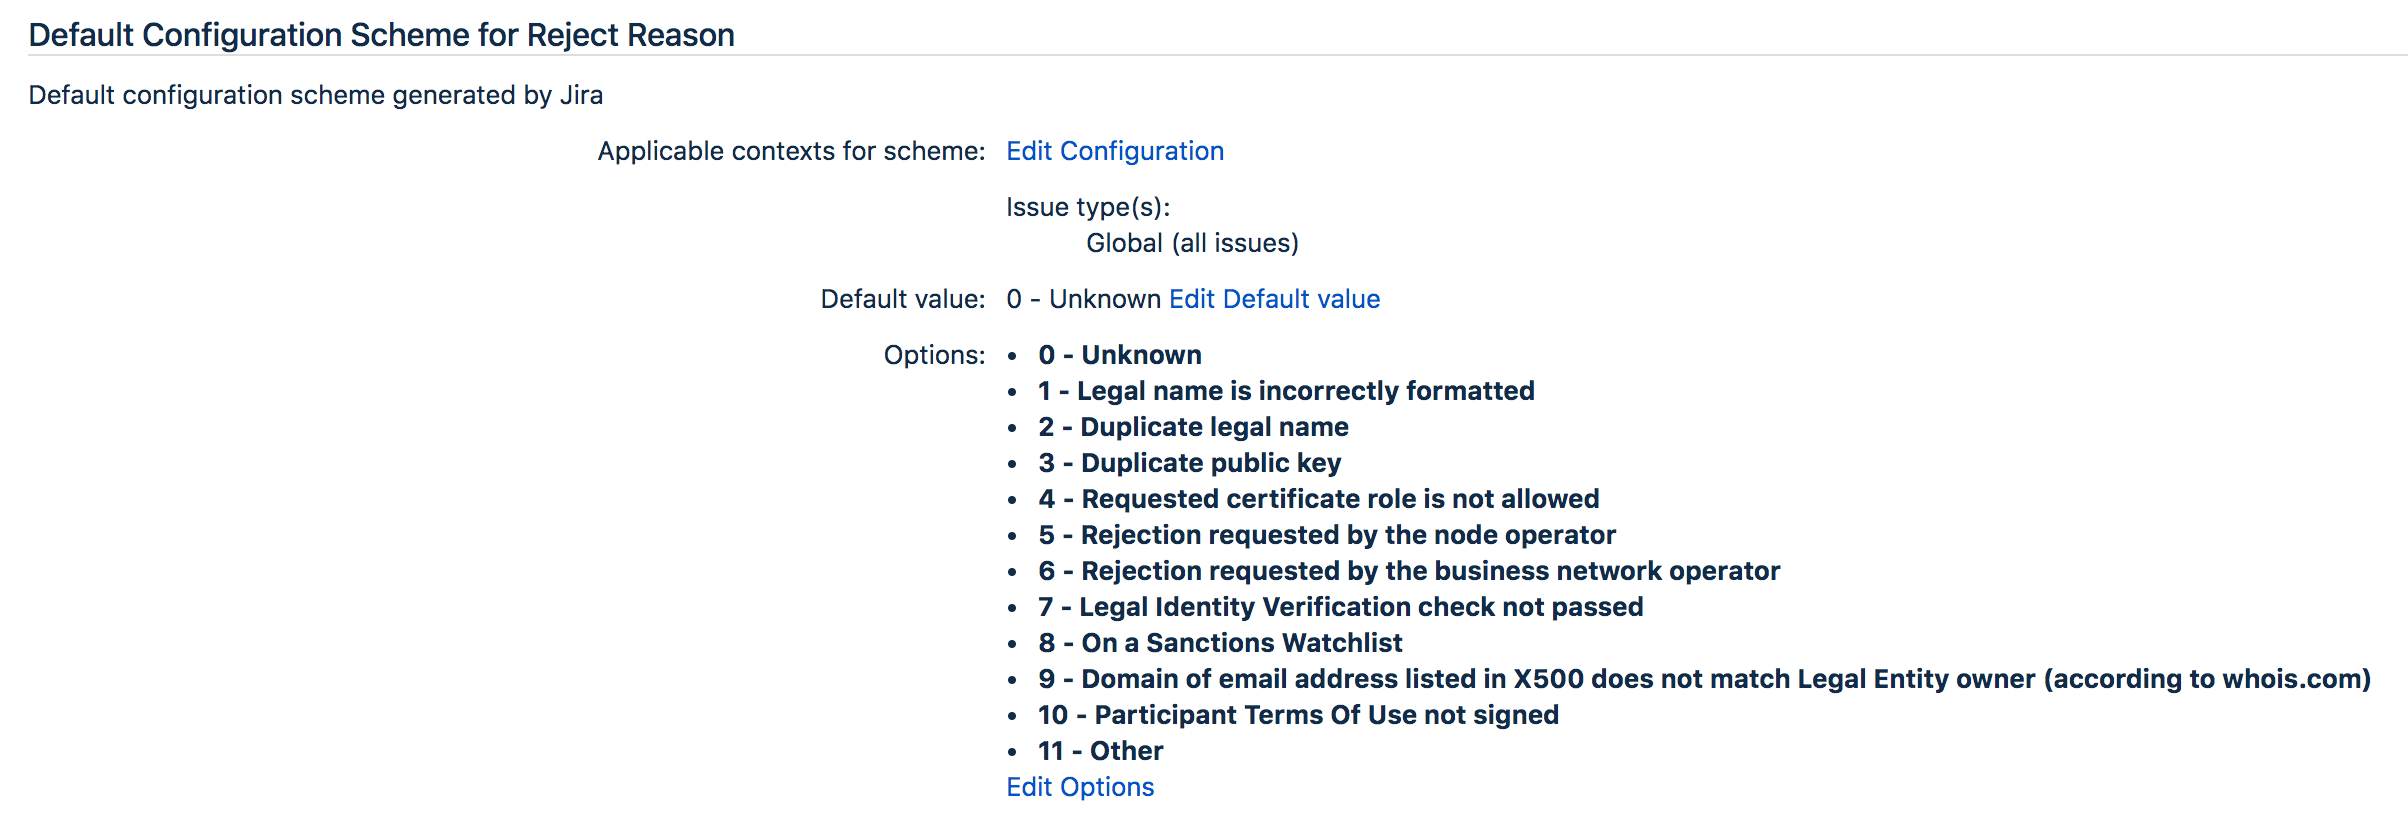 Default Configuration Scheme for Reject Reason
Default configuration scheme generated by Jira
Applicable contexts for scheme: Edit Configuration
Issue type(s):
Global (all issues)
Default value: 0 - Unknown Edit Default value
Options: • 0 - Unknown
• 1 - Legal name is incorrectly formatted
• 2 - Duplicate legal name
• 3 - Duplicate public key
• 4 - Requested certificate role is not allowed
• 5 - Rejection requested by the node operator
• 6 - Rejection requested by the business network operator
• 7 - Legal Identity Verification check not passed
• 8 - On a Sanctions Watchlist
• 9 - Domain of email address listed in X500 does not match Legal Entity owner (according to whois.com)
• 10 - Participant Terms Of Use not signed
• 11 - Other
Edit Options